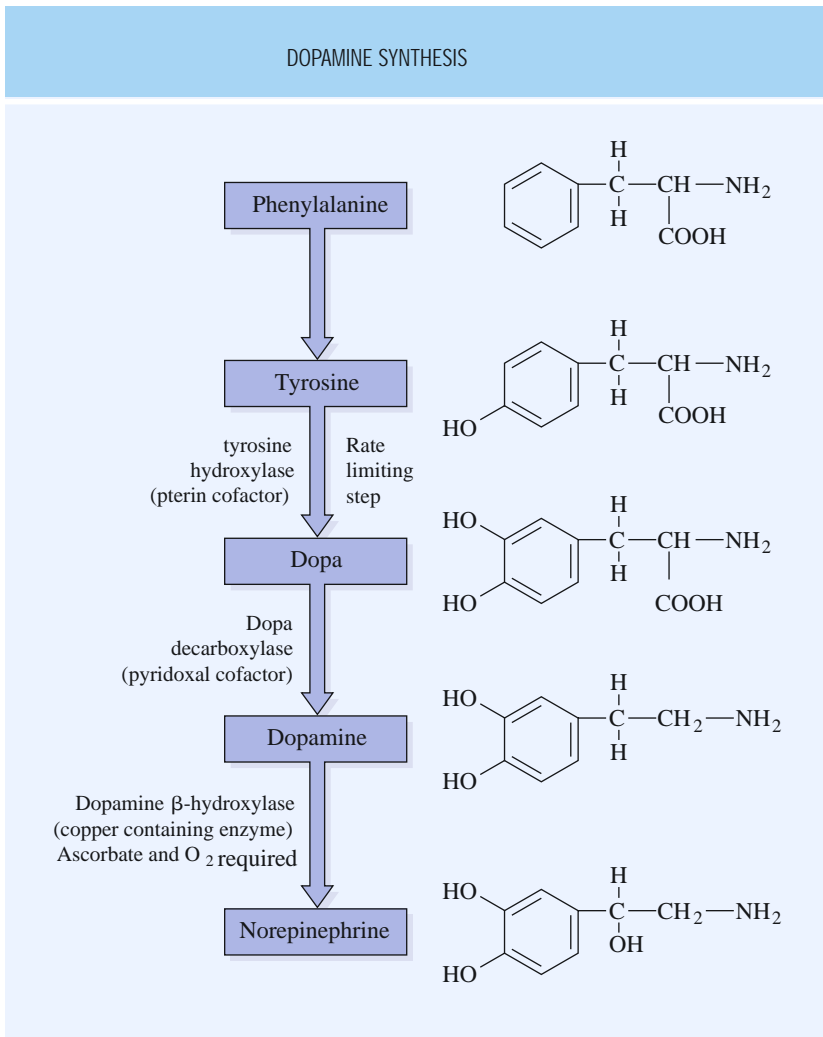 DOPAMINE SYNTHESIS
Phenylalanine
H
C CH NH2
H
COOH
Tyrosine
H
C CH NH2
H
COOH
HO
tyrosine
hydroxylase
(pterin cofactor)
Rate
limiting
step
Dopa
HO
H
C CH NH2
H
HO
COOH
Dopa
decarboxylase
(pyridoxal cofactor)
Dopamine
HO
H
C CH2 NH2
H
HO
Dopamine β-hydroxylase
(copper containing enzyme)
Ascorbate and O2 required
Norepinephrine
HO
H
C CH2 NH2
OH
HO